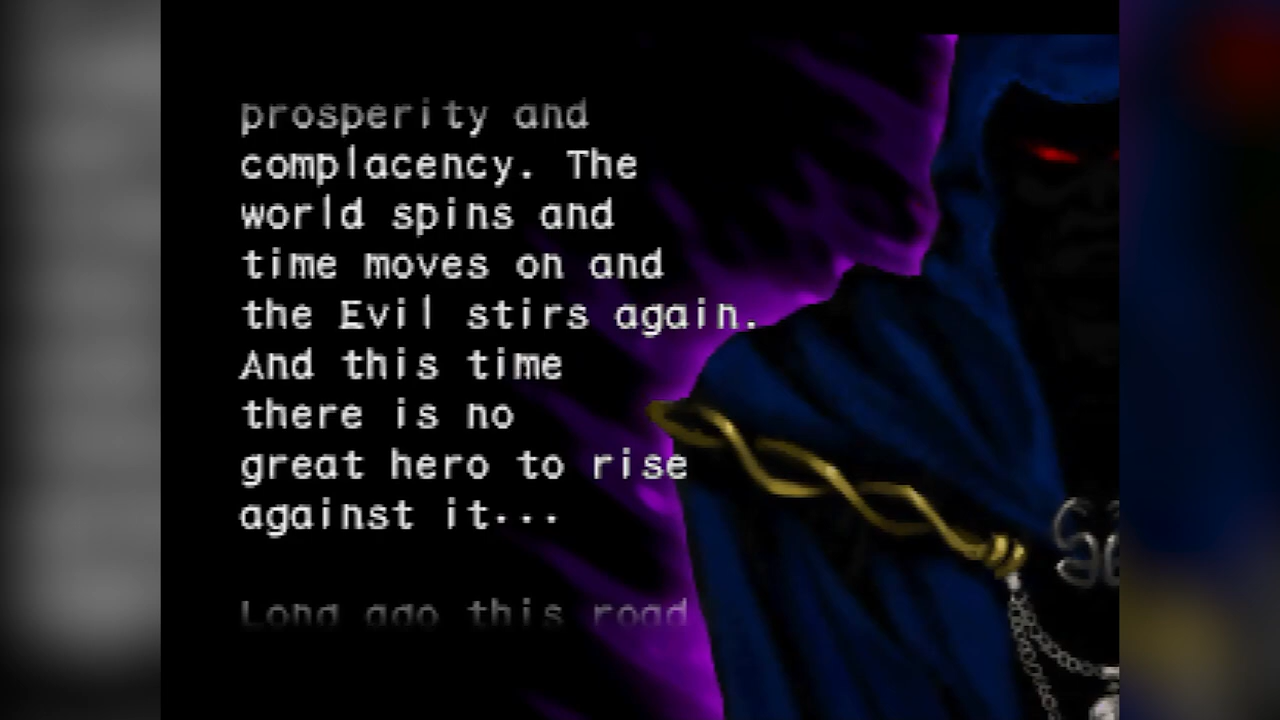 prosperity and
complacency. The
world spins and
time moves on and
the Evil stirs again.
And this time
there is no
great hero to rise
against it...
Long ago this road